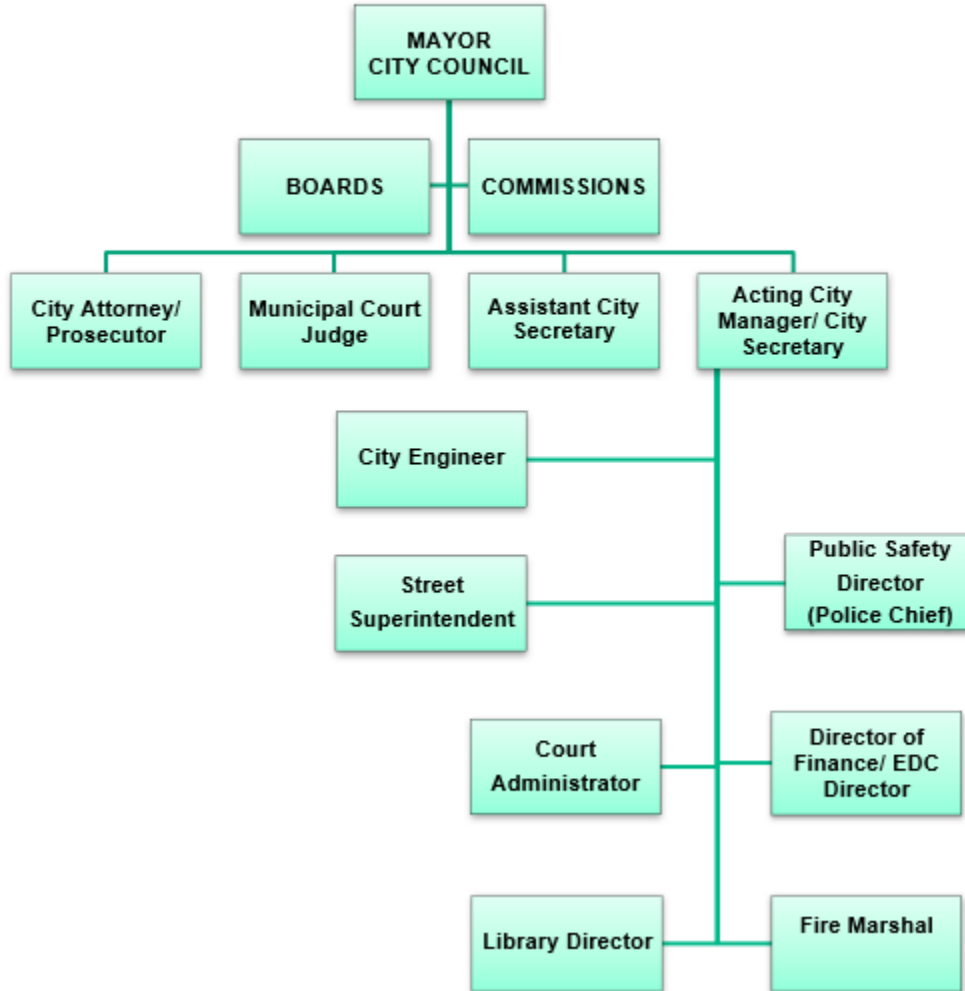 MAYOR
CITY COUNCIL
BOARDS
COMMISSIONS
City Attorney/
Prosecutor
Municipal Court
Judge
Assistant City
Secretary
Acting City
Manager/ City
Secretary
City Engineer
Public Safety
Director
(Police Chief)
Street
Superintendent
Court
Administrator
Director of
Finance/ EDC
Director
Library Director
Fire Marshal